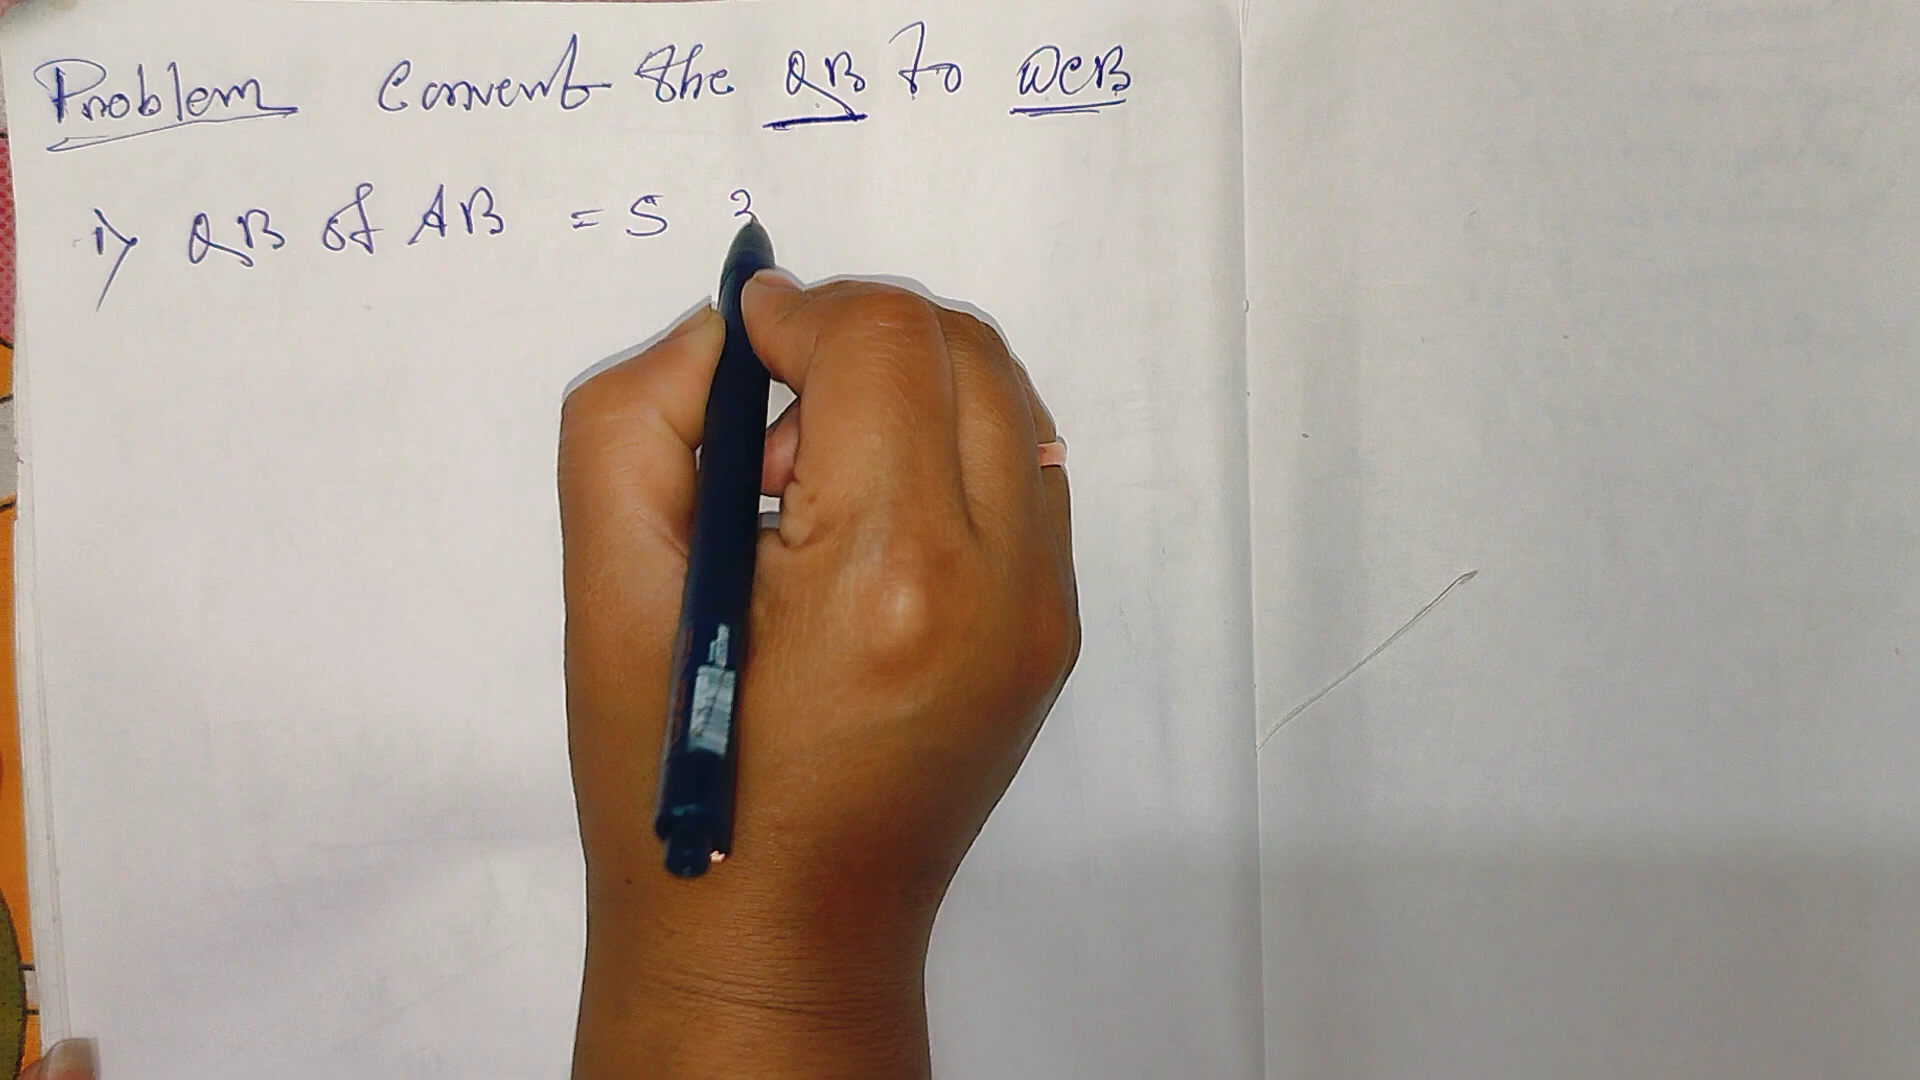 Problem Convert the QB to WCB
1) QB of AB = S 3